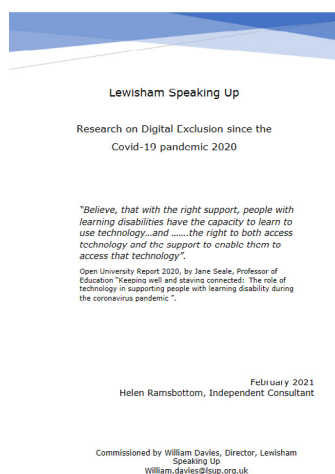 Lewisham Speaking Up
Research on Digital Exclusion since the
Covid-19 pandemic 2020
"Believe, that with the right support, people with
learning disabilities have the capacity to learn to
use technology...and .......the right to both access
technology and the support to enable them to
access that technology".
Open University Report 2020, by Jane Seale, Professor of
Education "Keeping well and staying connected: The role of
technology in supporting people with learning disability during
the coronavirus pandemic ".
February 2021
Helen Ramsbottom, Independent Consultant
Commissioned by William Davies, Director, Lewisham
Speaking Up
William.davies@lsup.org.uk